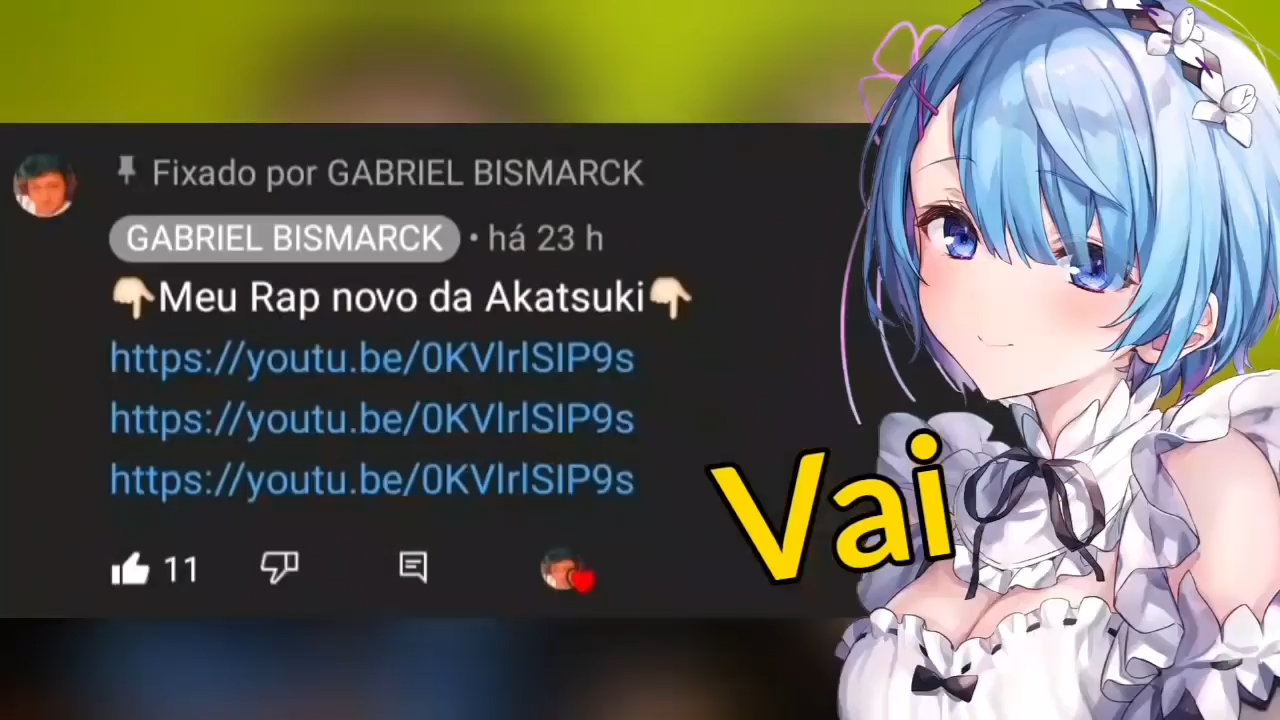 Fixado por GABRIEL BISMARCK
GABRIEL BISMARCK • há 23 h
👇🏻Meu Rap novo da Akatsuki👇🏻
https://youtu.be/0KVlrlSIP9s
https://youtu.be/0KVlrlSIP9s
https://youtu.be/0KVlrlSIP9s
11
Vai